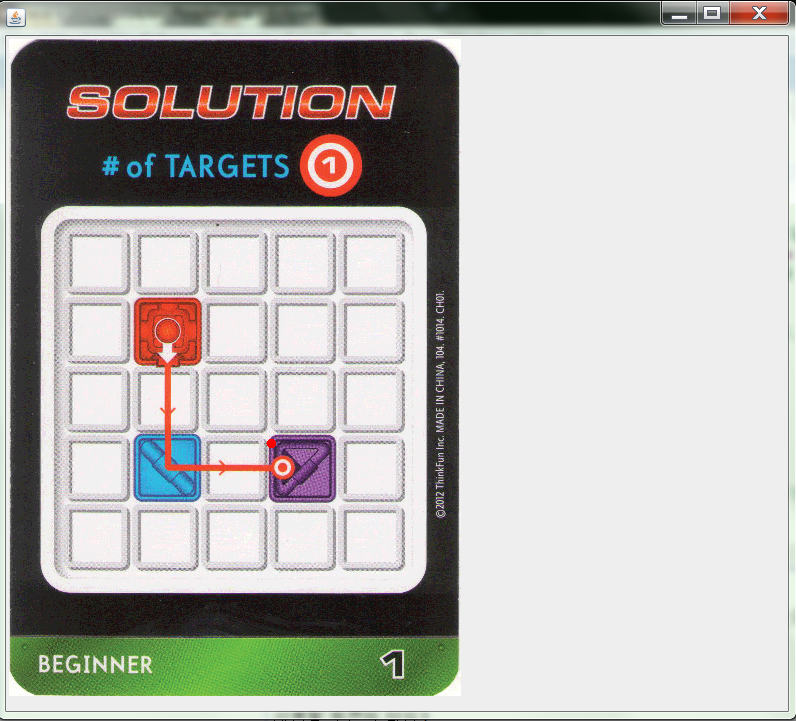 SOLUTION
# of TARGETS 1
©2012 ThinkFun Inc. MADE IN CHINA, 104. #1014. CH01.
BEGINNER 1